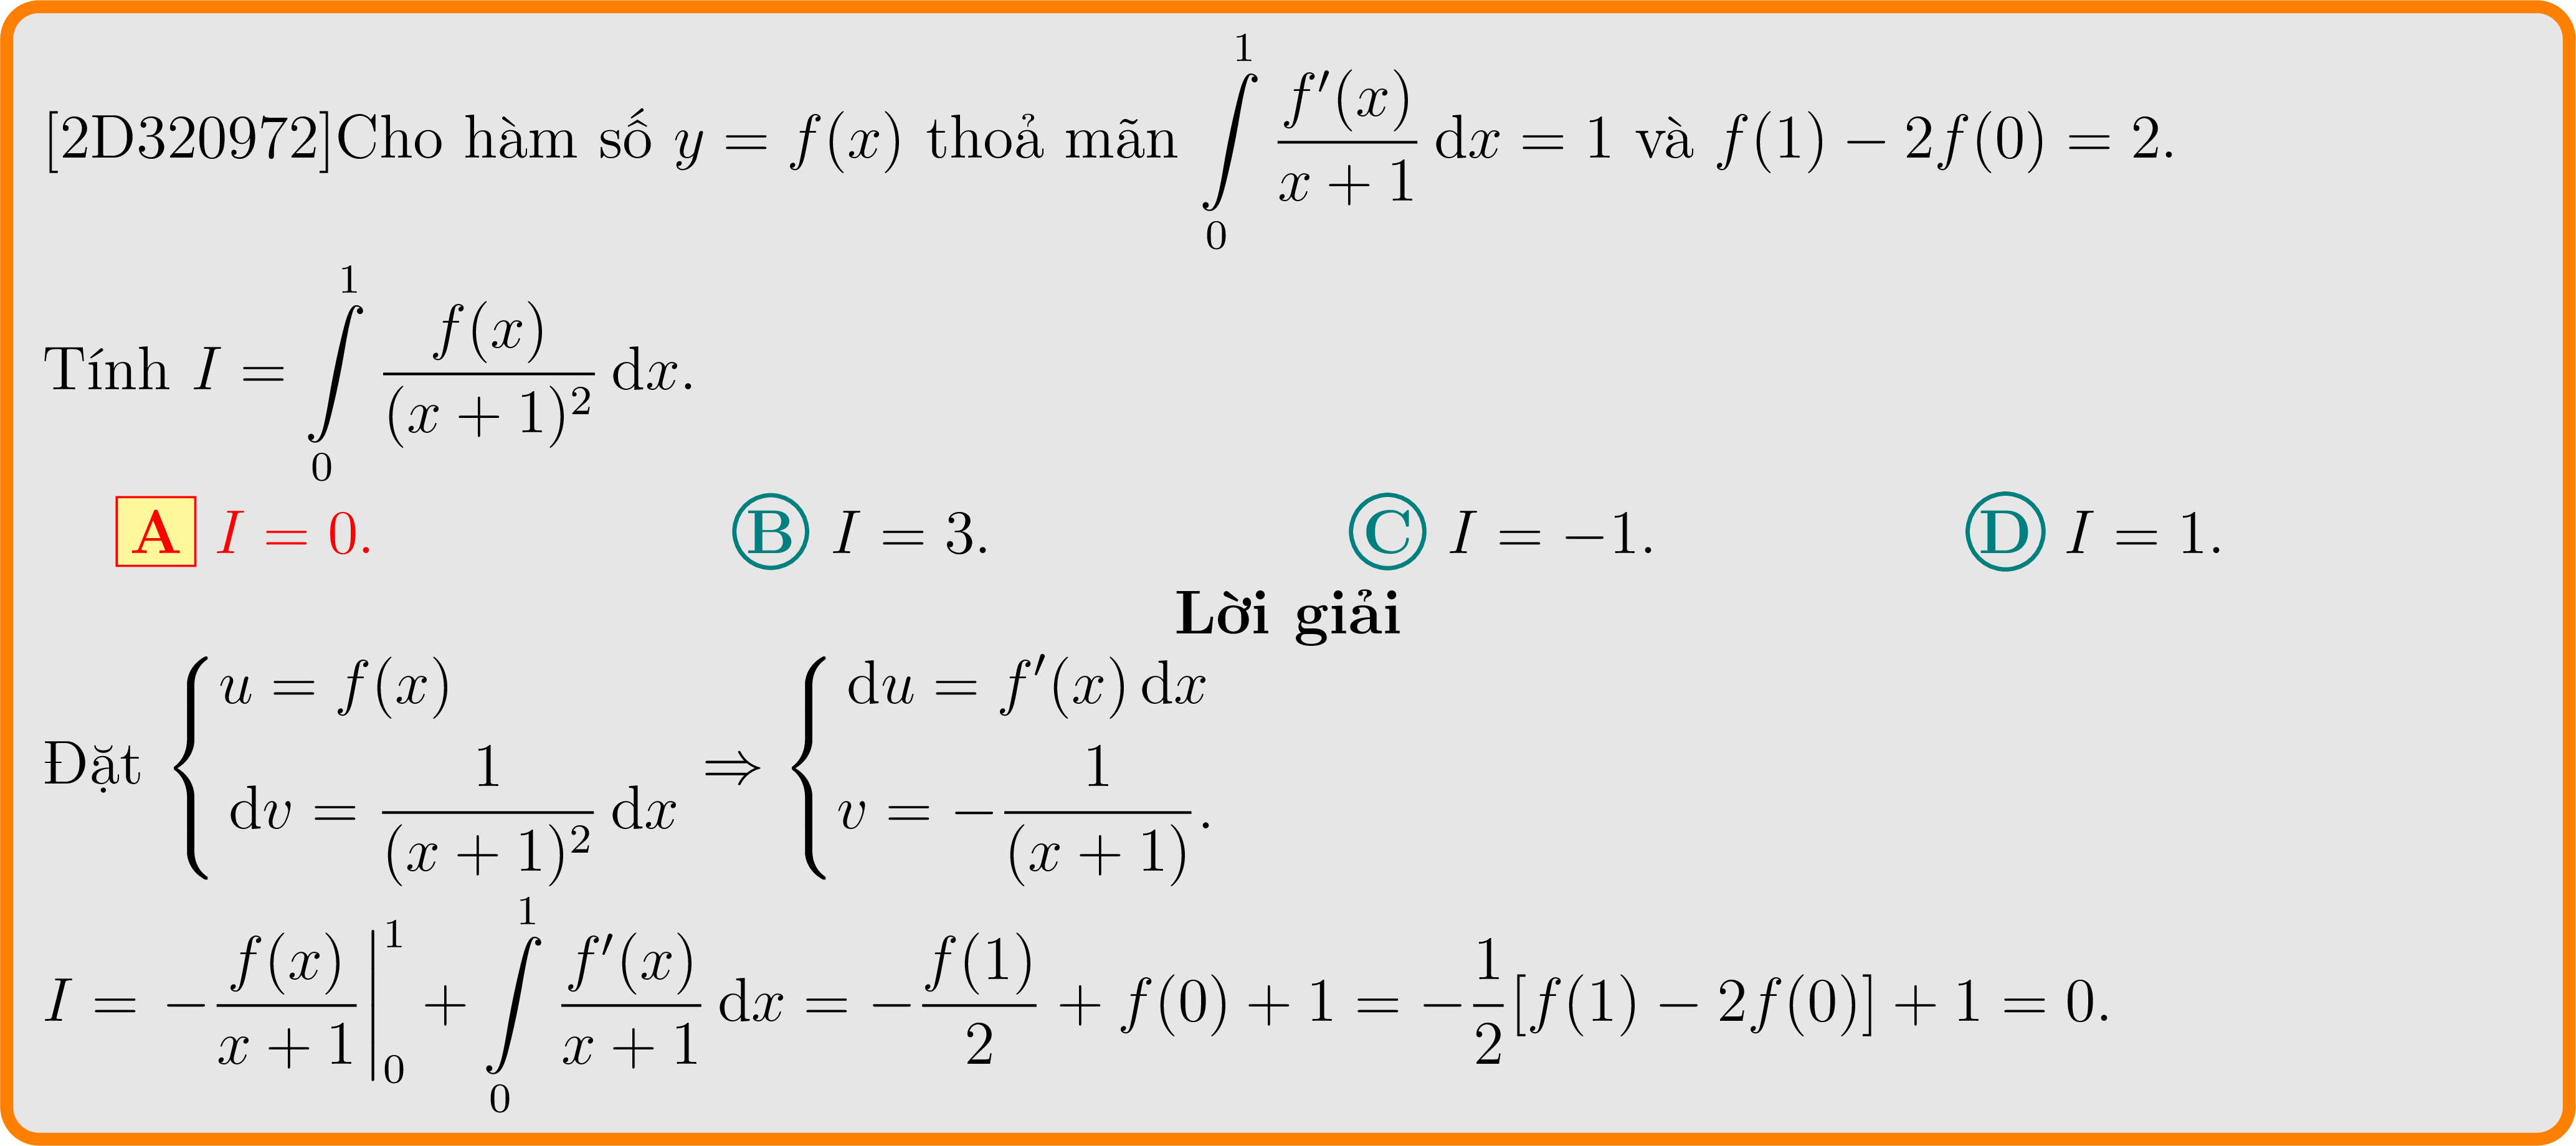 [2D320972]Cho hàm số $y = f(x)$ thoả mãn $\int\limits_0^1 \frac{f'(x)}{x+1}\,\mathrm{d}x = 1$ và $f(1) - 2f(0) = 2.$
Tính $I = \int\limits_0^1 \frac{f(x)}{(x+1)^2}\,\mathrm{d}x.$
A $I = 0.$ B $I = 3.$ C $I = -1.$ D $I = 1.$
Lời giải
Đặt $\begin{cases} u = f(x) \\ \mathrm{d}v = \frac{1}{(x+1)^2}\,\mathrm{d}x \end{cases} \Rightarrow \begin{cases} \mathrm{d}u = f'(x)\,\mathrm{d}x \\ v = -\frac{1}{(x+1)}. \end{cases}$
$I = -\frac{f(x)}{x+1}\Big|_0^1 + \int\limits_0^1 \frac{f'(x)}{x+1}\,\mathrm{d}x = -\frac{f(1)}{2} + f(0) + 1 = -\frac{1}{2}[f(1) - 2f(0)] + 1 = 0.$